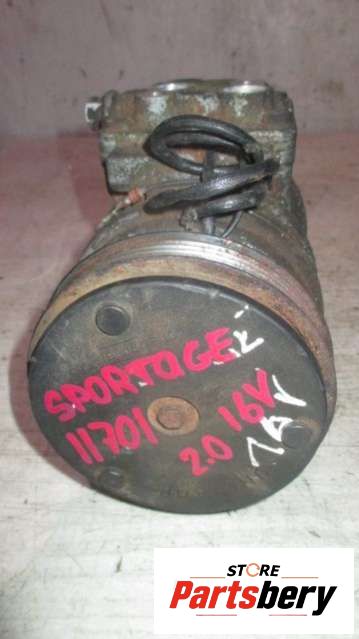 SPORTAGE
11701
2.0 16V
STORE
Partsbery